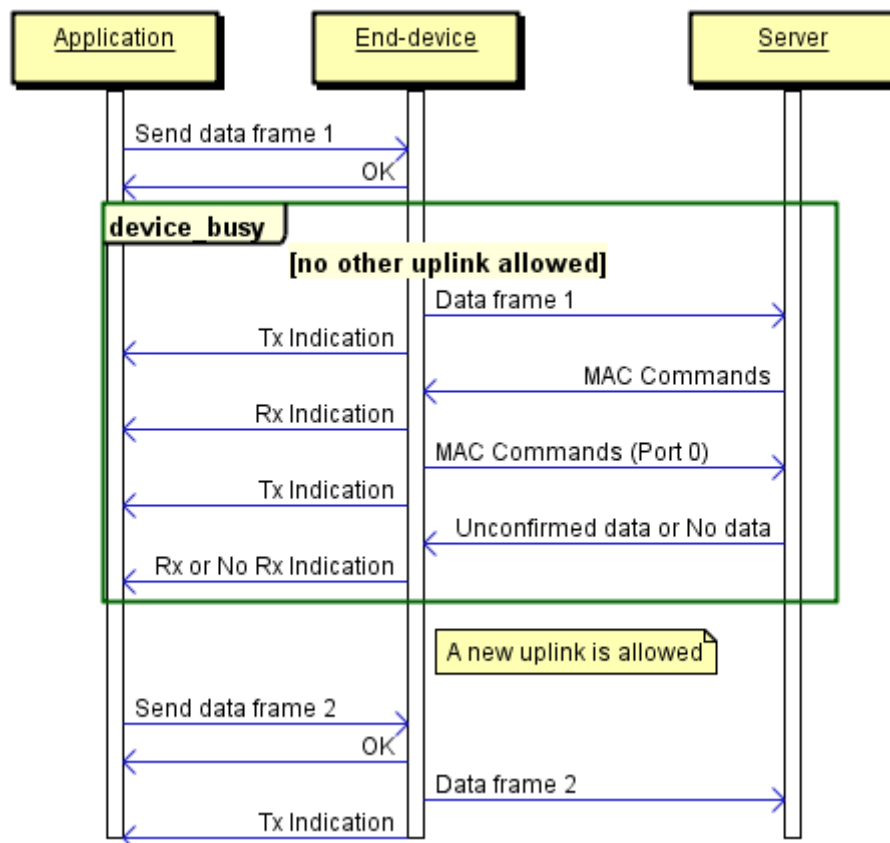 Application
End-device
Server
Send data frame 1
OK
device_busy
[no other uplink allowed]
Data frame 1
Tx Indication
MAC Commands
Rx Indication
MAC Commands (Port 0)
Tx Indication
Unconfirmed data or No data
Rx or No Rx Indication
A new uplink is allowed
Send data frame 2
OK
Data frame 2
Tx Indication